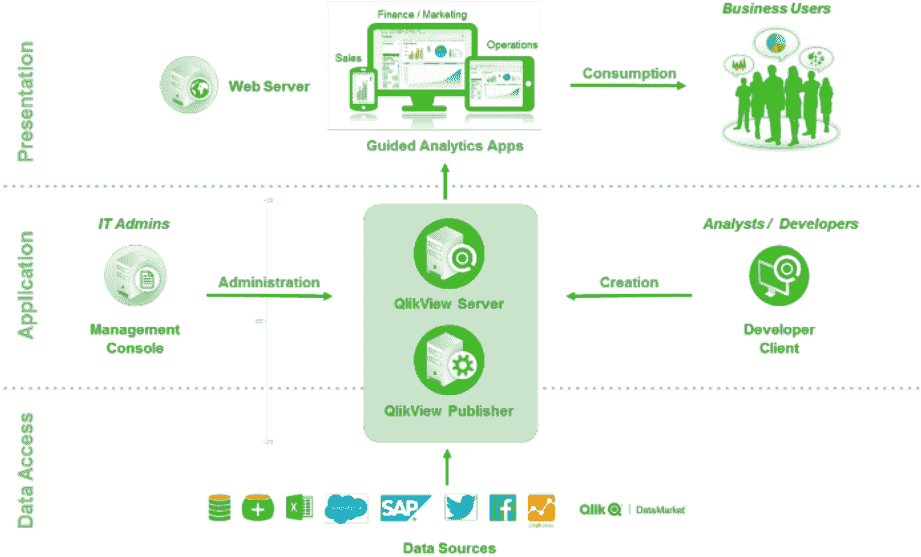 Presentation
Web Server
Finance / Marketing
Sales
Operations
Guided Analytics Apps
Consumption
Business Users
Application
IT Admins
Management
Console
Administration
QlikView Server
QlikView Publisher
Creation
Analysts / Developers
Developer
Client
Data Access
SAP
Qlik DataMarket
Data Sources